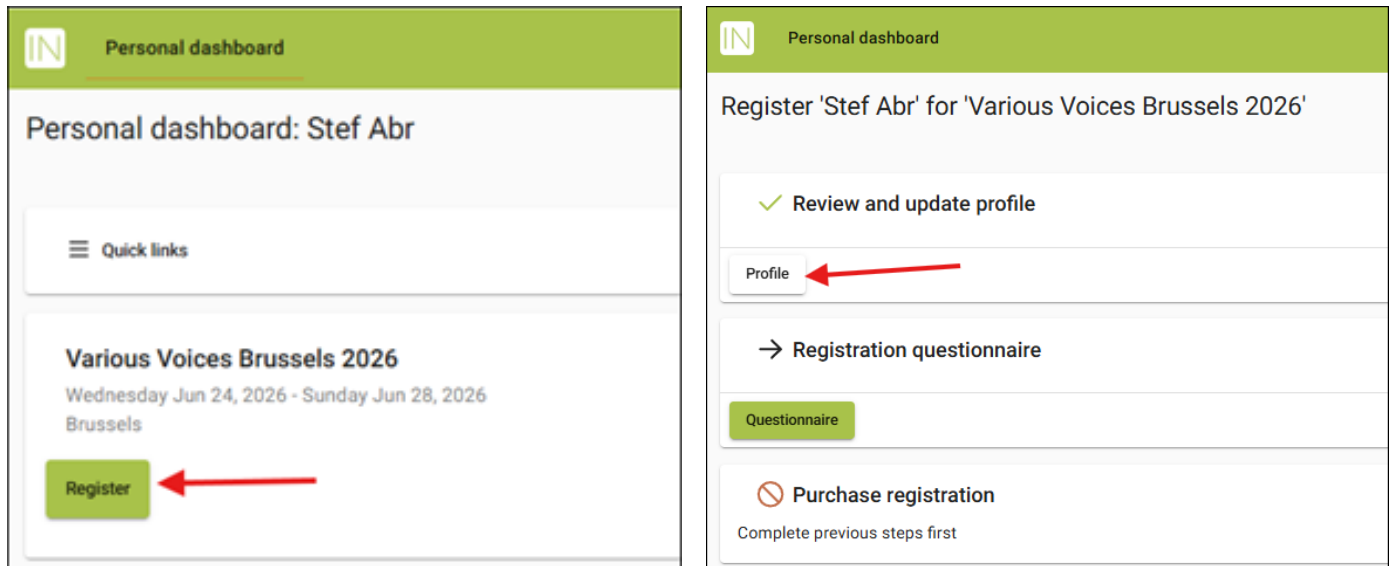 IN Personal dashboard
Personal dashboard: Stef Abr
Quick links
Various Voices Brussels 2026
Wednesday Jun 24, 2026 - Sunday Jun 28, 2026
Brussels
Register
IN Personal dashboard
Register 'Stef Abr' for 'Various Voices Brussels 2026'
Review and update profile
Profile
Registration questionnaire
Questionnaire
Purchase registration
Complete previous steps first